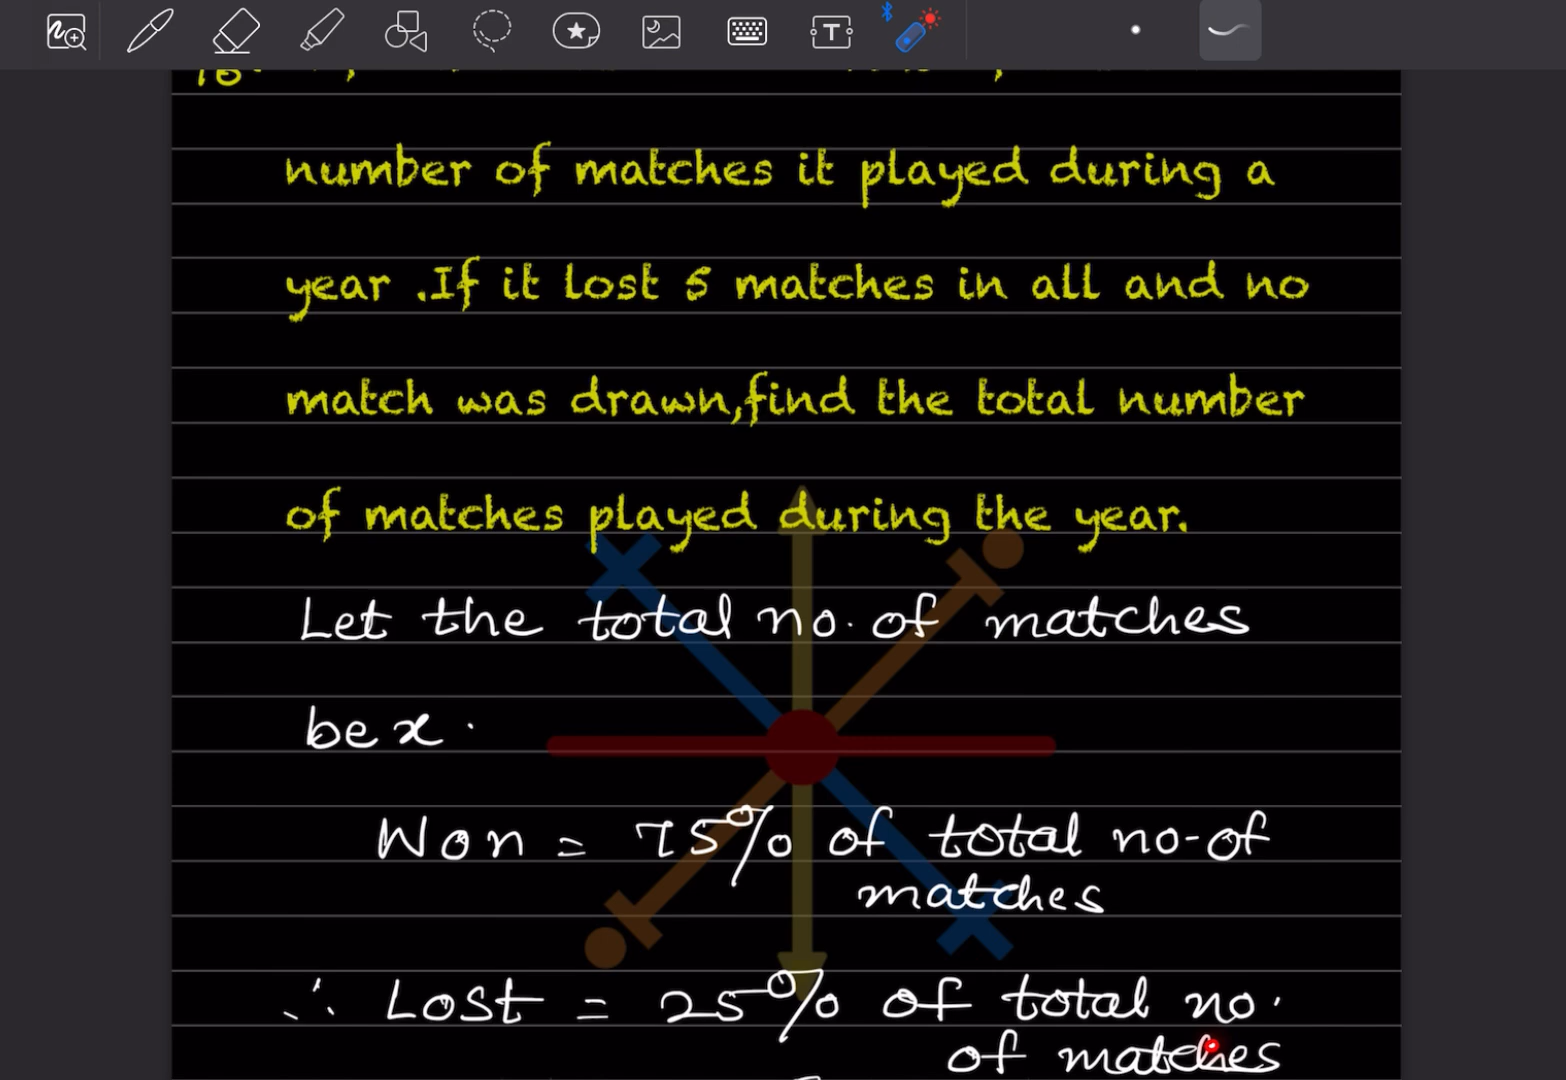 number of matches it played during a
year .If it lost 5 matches in all and no
match was drawn,find the total number
of matches played during the year.
Let the total no. of matches
be x.
Won = 75% of total no-of
matches
∴ Lost = 25% of total no.
of matches